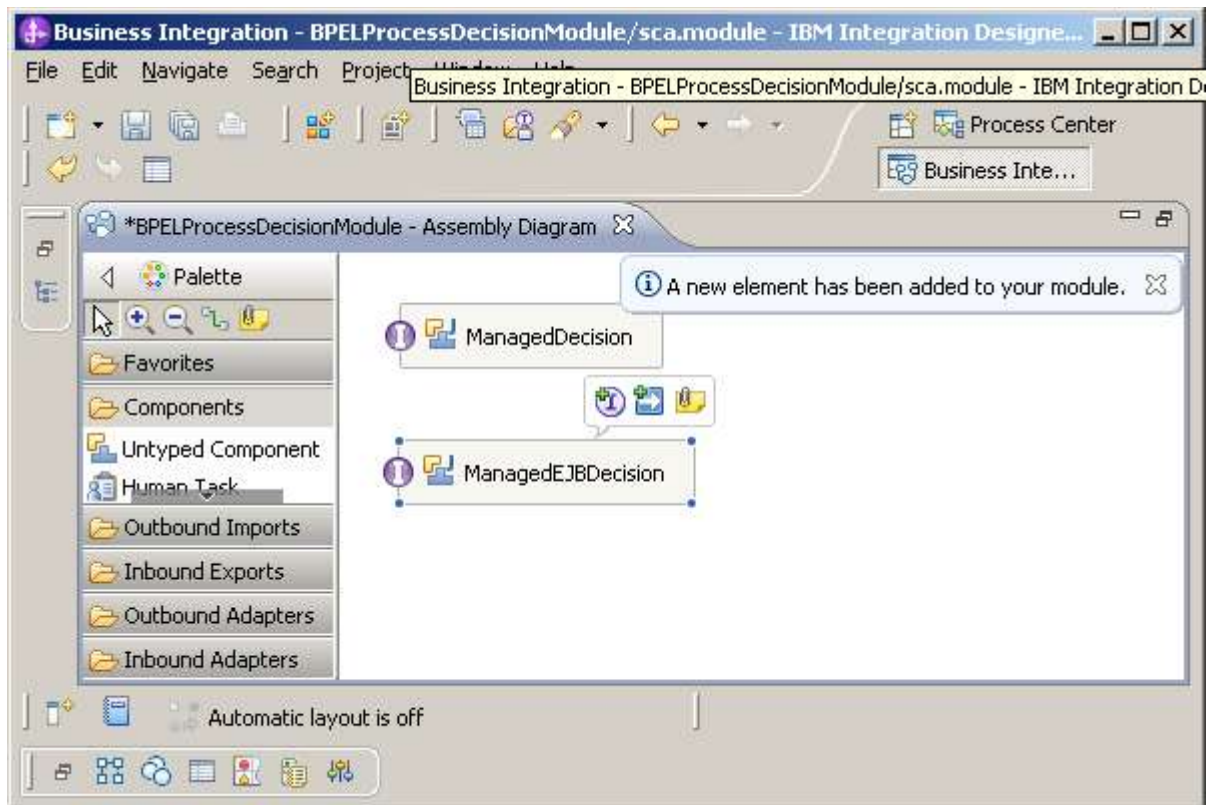 Business Integration - BPELProcessDecisionModule/sca.module - IBM Integration Designe...
File Edit Navigate Search Project
Business Integration - BPELProcessDecisionModule/sca.module - IBM Integration D
Process Center
Business Inte...
*BPELProcessDecisionModule - Assembly Diagram
Palette
A new element has been added to your module.
ManagedDecision
Favorites
Components
Untyped Component
ManagedEJBDecision
Human Task
Outbound Imports
Inbound Exports
Outbound Adapters
Inbound Adapters
Automatic layout is off